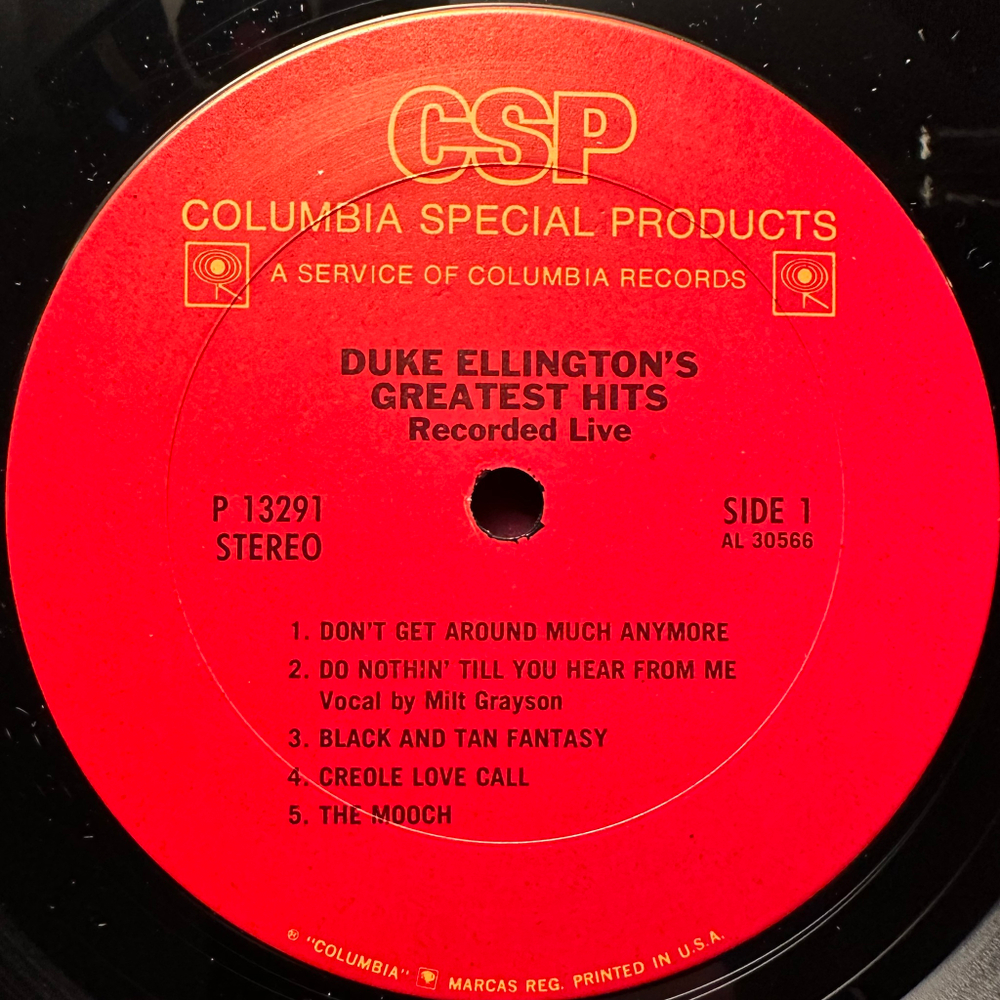 CSP
COLUMBIA SPECIAL PRODUCTS
A SERVICE OF COLUMBIA RECORDS
DUKE ELLINGTON'S
GREATEST HITS
Recorded Live
P 13291
STEREO
SIDE 1
AL 30566
1. DON'T GET AROUND MUCH ANYMORE
2. DO NOTHIN' TILL YOU HEAR FROM ME
Vocal by Milt Grayson
3. BLACK AND TAN FANTASY
4. CREOLE LOVE CALL
5. THE MOOCH
® "COLUMBIA" MARCAS REG. PRINTED IN U.S.A.